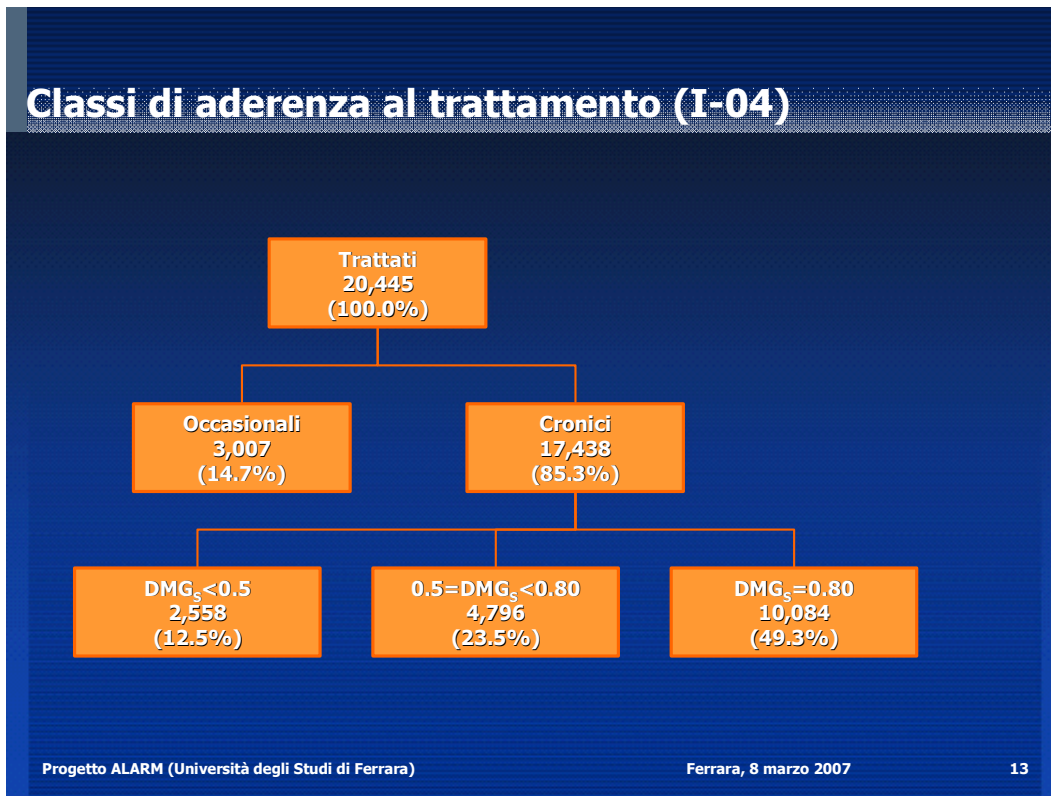 Classi di aderenza al trattamento (I-04)
Trattati
20,445
(100.0%)
Occasionali
3,007
(14.7%)
Cronici
17,438
(85.3%)
DMGS<0.5
2,558
(12.5%)
0.5=DMGS<0.80
4,796
(23.5%)
DMGS=0.80
10,084
(49.3%)
Progetto ALARM (Università degli Studi di Ferrara)
Ferrara, 8 marzo 2007
13